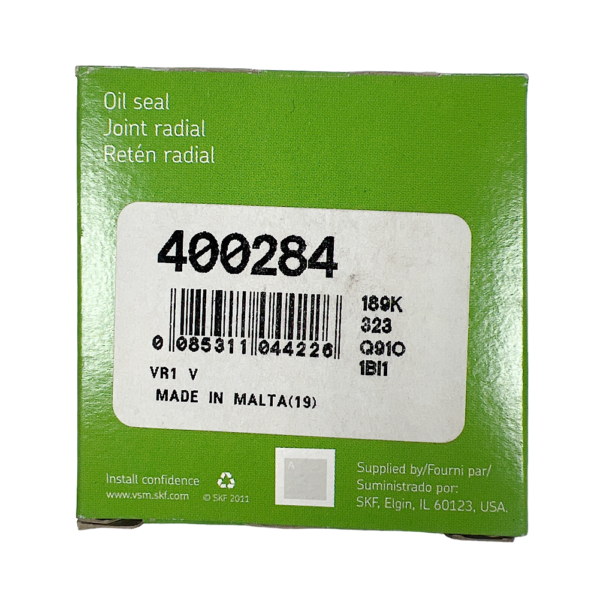 Oil seal
Joint radial
Retén radial
400284
189K
323
0 085311 044226
Q91O
1BI1
VR1 V
MADE IN MALTA(19)
Install confidence
www.vsm.skf.com © SKF 2011
Supplied by/Fourni par/
Suministrado por:
SKF, Elgin, IL 60123, USA.